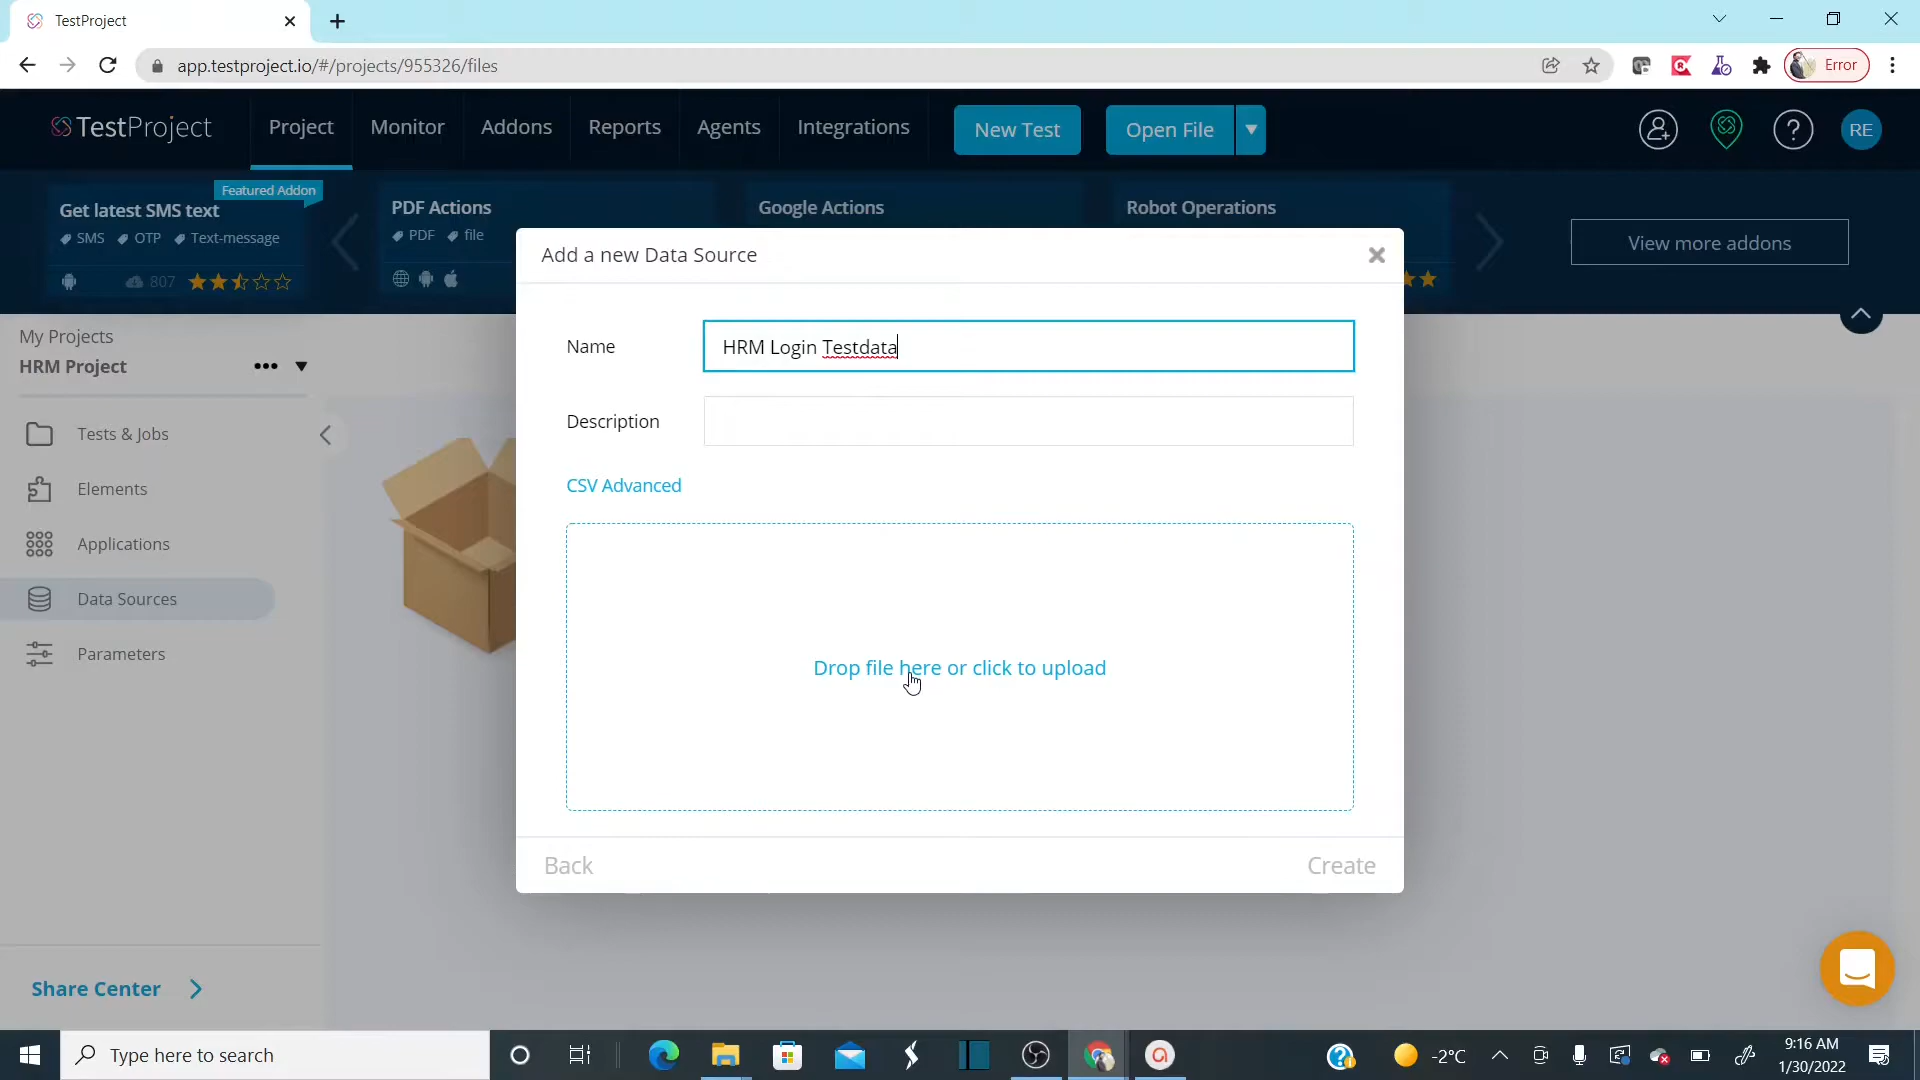 TestProject
app.testproject.io/#/projects/955326/files
Error
TestProject
Project
Monitor
Addons
Reports
Agents
Integrations
New Test
Open File
RE
Featured Addon
Get latest SMS text
SMS OTP Text-message
807
PDF Actions
PDF file
Google Actions
Robot Operations
View more addons
My Projects
HRM Project
Tests & Jobs
Elements
Applications
Data Sources
Parameters
Share Center
Add a new Data Source
Name
HRM Login Testdata
Description
CSV Advanced
Drop file here or click to upload
Back
Create
Type here to search
-2°C
9:16 AM
1/30/2022